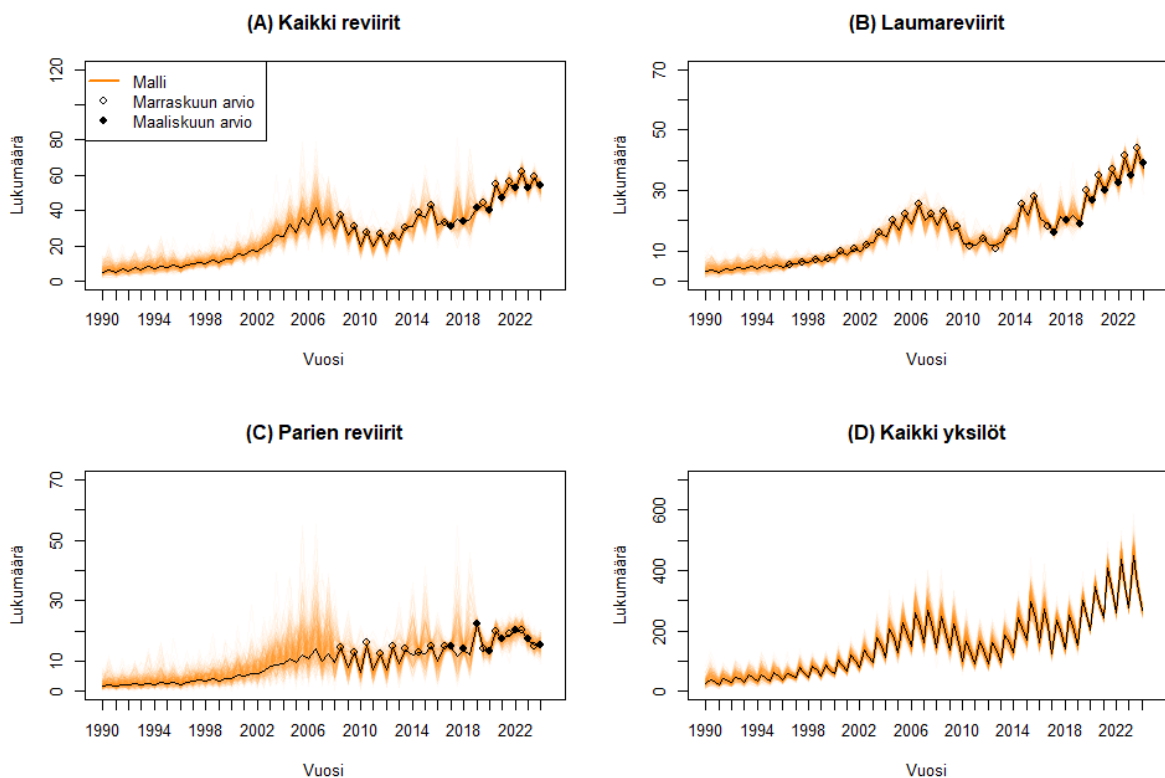 (A) Kaikki reviirit
Lukumäärä
0 20 40 60 80 120
Malli
Marraskuun arvio
Maaliskuun arvio
1990 1994 1998 2002 2006 2010 2014 2018 2022
Vuosi
(B) Laumareviirit
Lukumäärä
0 10 30 50 70
1990 1994 1998 2002 2006 2010 2014 2018 2022
Vuosi
(C) Parien reviirit
Lukumäärä
0 10 30 50 70
1990 1994 1998 2002 2006 2010 2014 2018 2022
Vuosi
(D) Kaikki yksilöt
Lukumäärä
0 200 400 600
1990 1994 1998 2002 2006 2010 2014 2018 2022
Vuosi